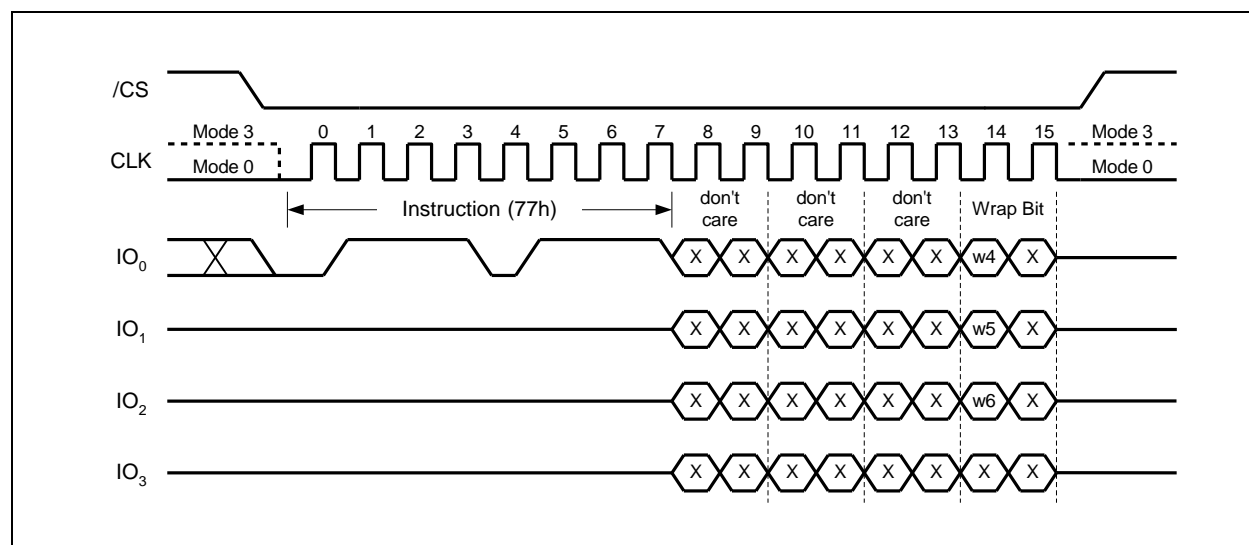 /CS
Mode 3 0 1 2 3 4 5 6 7 8 9 10 11 12 13 14 15 Mode 3
CLK
Mode 0 Mode 0
Instruction (77h) don't care don't care don't care Wrap Bit
IO0 X X X X X X w4 X
IO1 X X X X X X w5 X
IO2 X X X X X X w6 X
IO3 X X X X X X X X